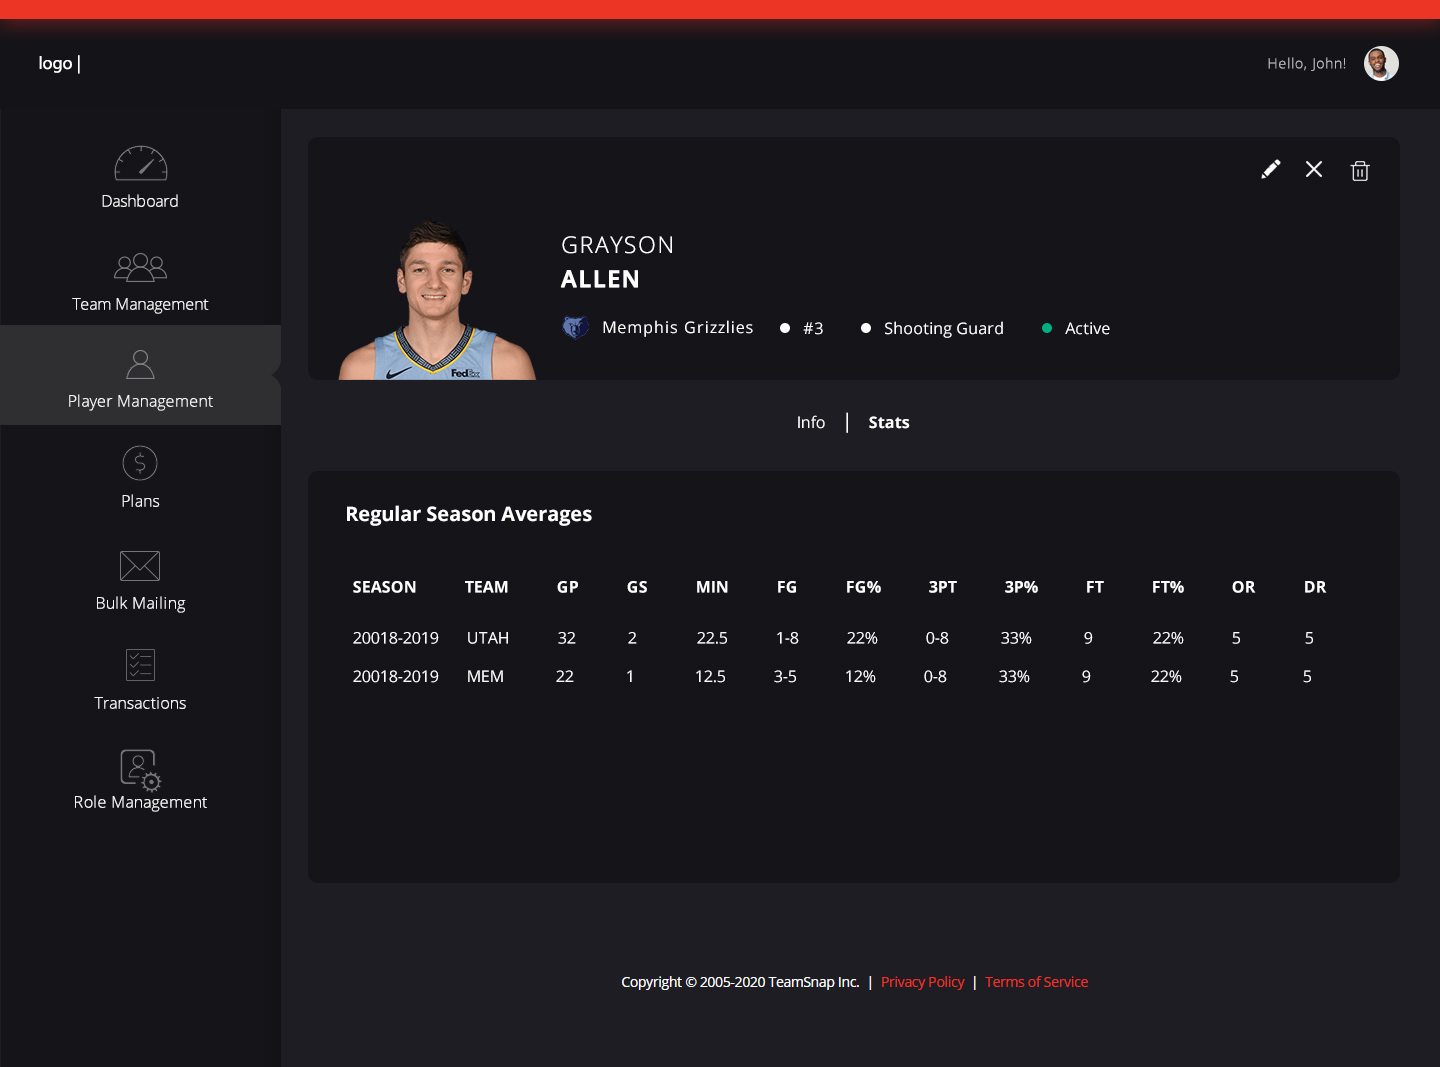 logo |
Hello, John!
Dashboard
Team Management
Player Management
Plans
Bulk Mailing
Transactions
Role Management
GRAYSON
ALLEN
Memphis Grizzlies #3 Shooting Guard Active
FedEx
Info | Stats
Regular Season Averages
SEASON TEAM GP GS MIN FG FG% 3PT 3P% FT FT% OR DR
20018-2019 UTAH 32 2 22.5 1-8 22% 0-8 33% 9 22% 5 5
20018-2019 MEM 22 1 12.5 3-5 12% 0-8 33% 9 22% 5 5
Copyright © 2005-2020 TeamSnap Inc. | Privacy Policy | Terms of Service